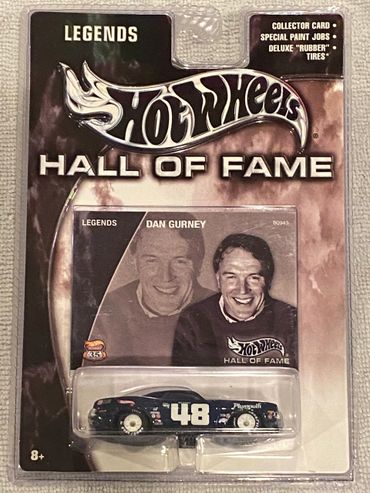 LEGENDS
COLLECTOR CARD •
SPECIAL PAINT JOBS •
DELUXE "RUBBER" •
TIRES*
Hot Wheels
®
HALL OF FAME
LEGENDS
DAN GURNEY
Hot Wheels
HALL OF FAME
35
48
Plymouth
8+